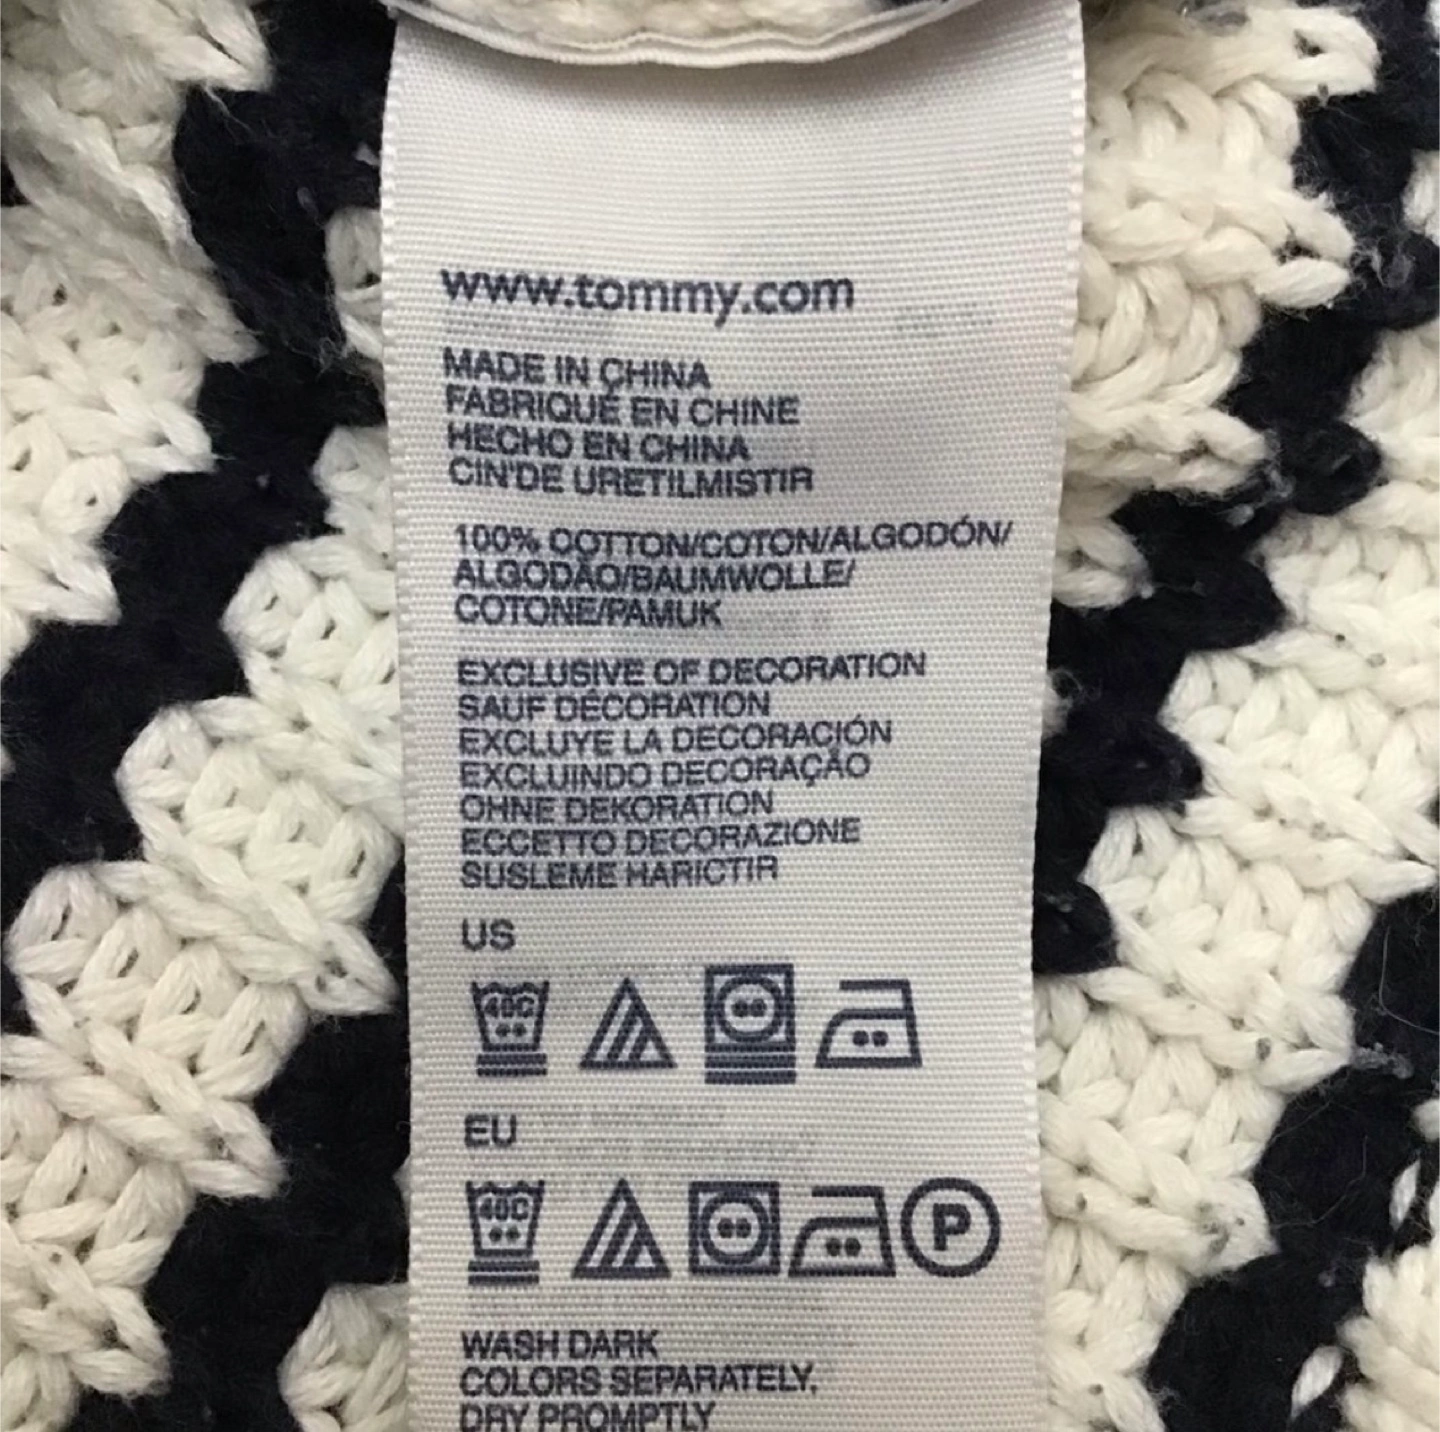 www.tommy.com
MADE IN CHINA
FABRIQUÉ EN CHINE
HECHO EN CHINA
CIN'DE URETILMISTIR
100% COTTON/COTON/ALGODÓN/
ALGODÃO/BAUMWOLLE/
COTONE/PAMUK
EXCLUSIVE OF DECORATION
SAUF DÉCORATION
EXCLUYE LA DECORACIÓN
EXCLUINDO DECORAÇÃO
OHNE DEKORATION
ECCETTO DECORAZIONE
SUSLEME HARICTIR
US
40C
EU
40C P
WASH DARK
COLORS SEPARATELY,
DRY PROMPTLY